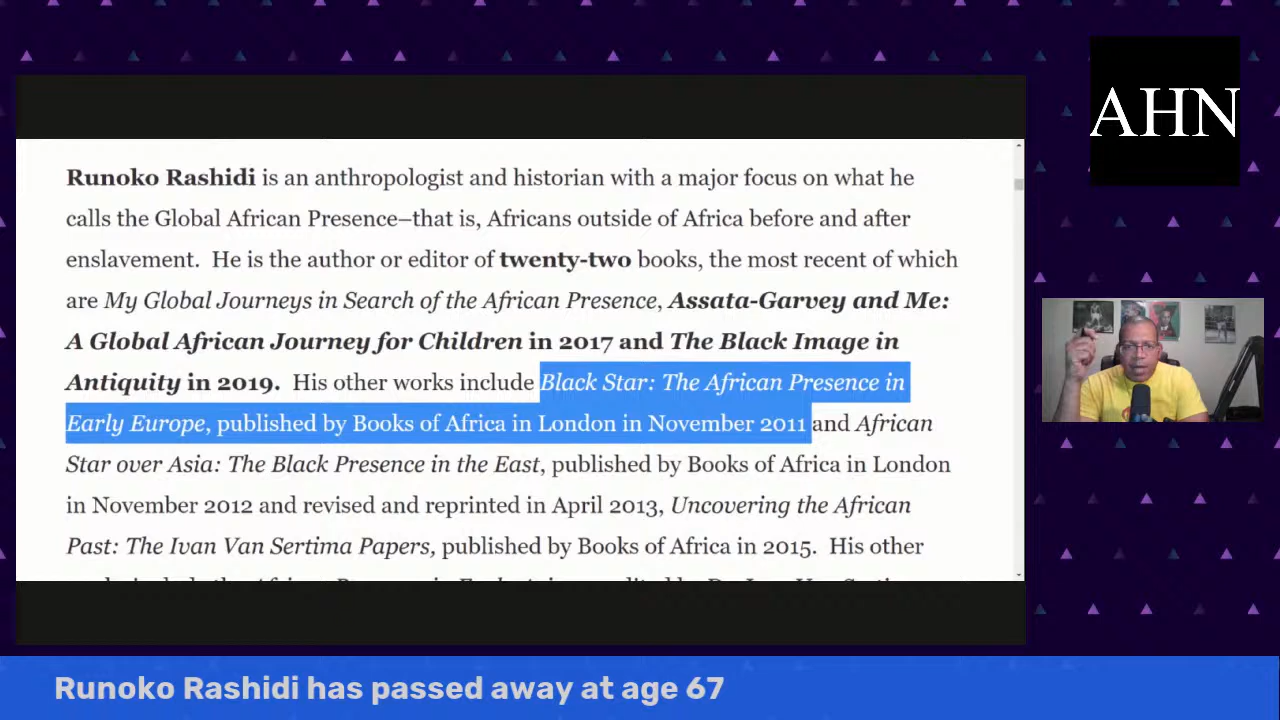 AHN
Runoko Rashidi is an anthropologist and historian with a major focus on what he
calls the Global African Presence–that is, Africans outside of Africa before and after
enslavement.  He is the author or editor of twenty-two books, the most recent of which
are My Global Journeys in Search of the African Presence, Assata-Garvey and Me:
A Global African Journey for Children in 2017 and The Black Image in
Antiquity in 2019.  His other works include Black Star: The African Presence in
Early Europe, published by Books of Africa in London in November 2011 and African
Star over Asia: The Black Presence in the East, published by Books of Africa in London
in November 2012 and revised and reprinted in April 2013, Uncovering the African
Past: The Ivan Van Sertima Papers, published by Books of Africa in 2015.  His other
Runoko Rashidi has passed away at age 67